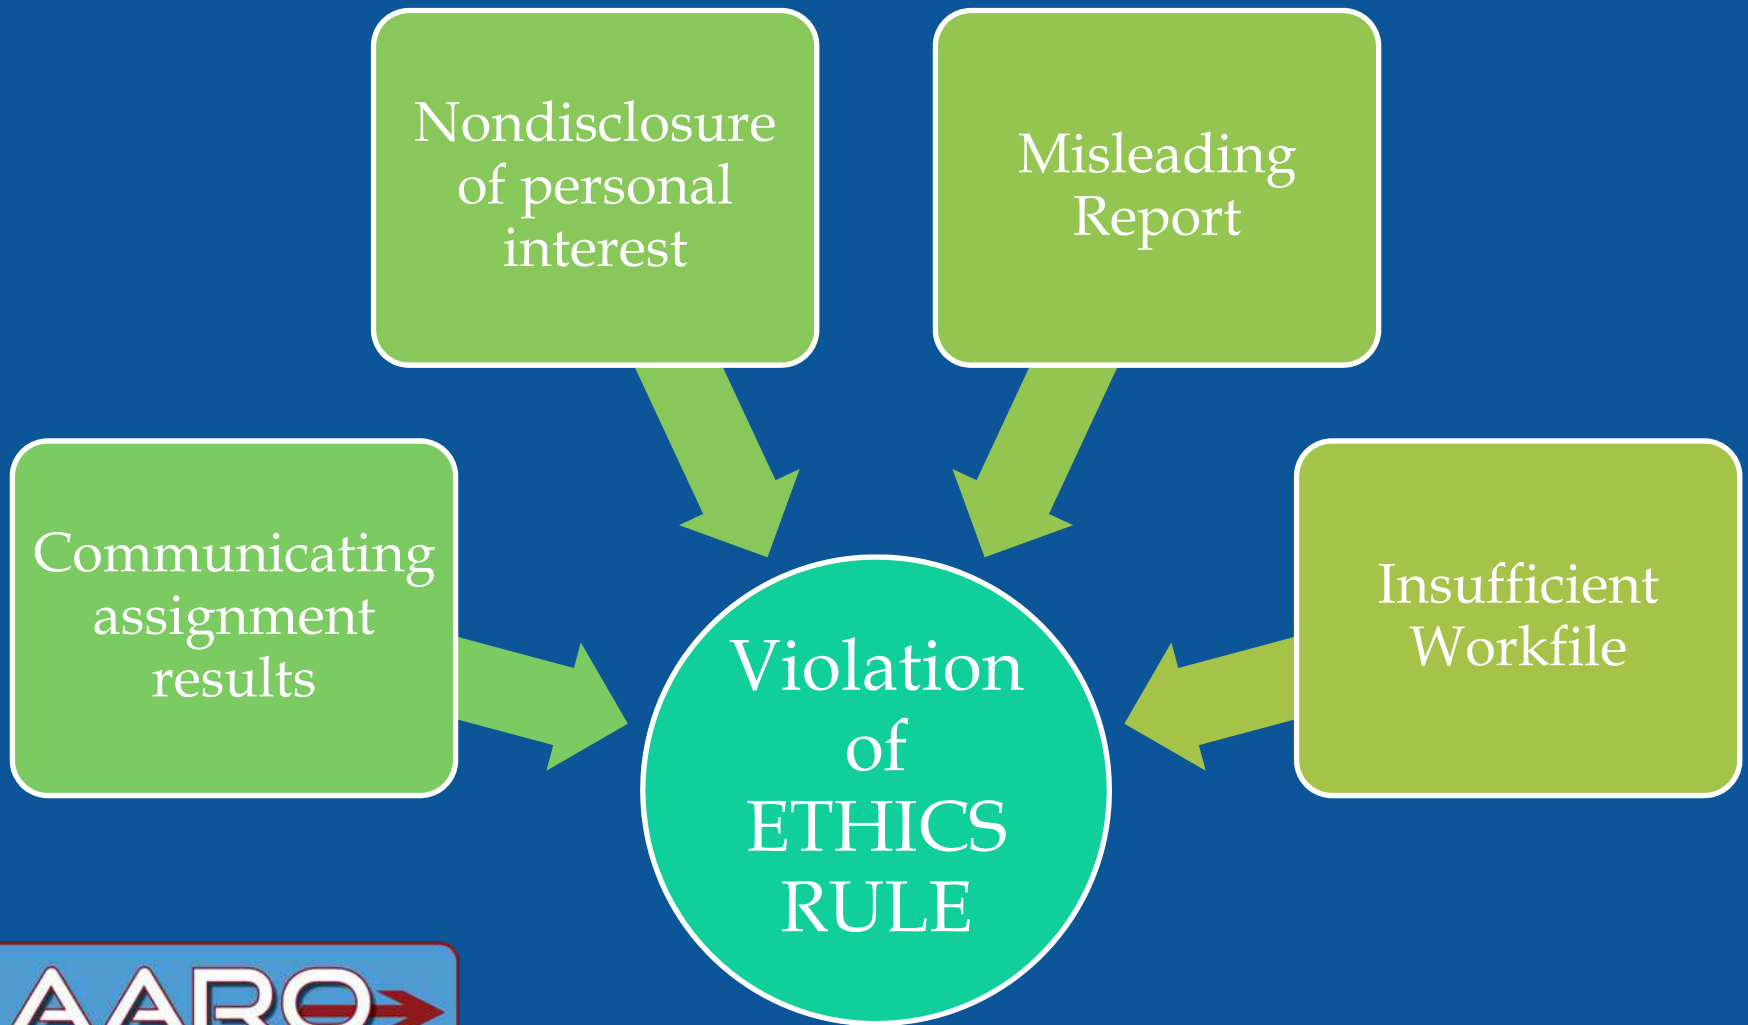 Nondisclosure
of personal
interest
Misleading
Report
Communicating
assignment
results
Insufficient
Workfile
Violation
of
ETHICS
RULE
AARO